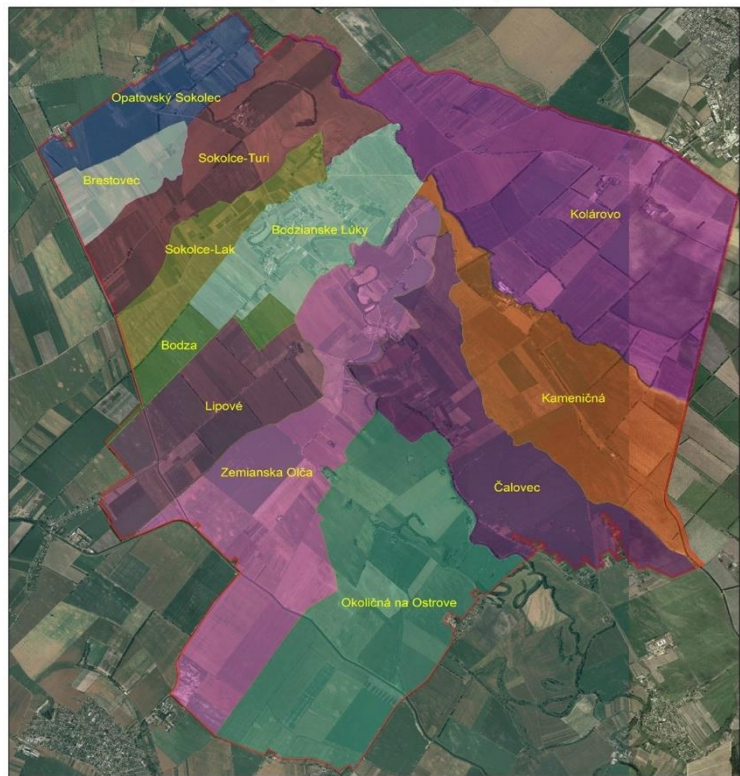 Opatovský Sokolec
Sokolce-Turi
Brestovec
Kolárovo
Bodzianske Lúky
Sokolce-Lak
Bodza
Kameničná
Lipové
Zemianska Olča
Čalovec
Okoličná na Ostrove